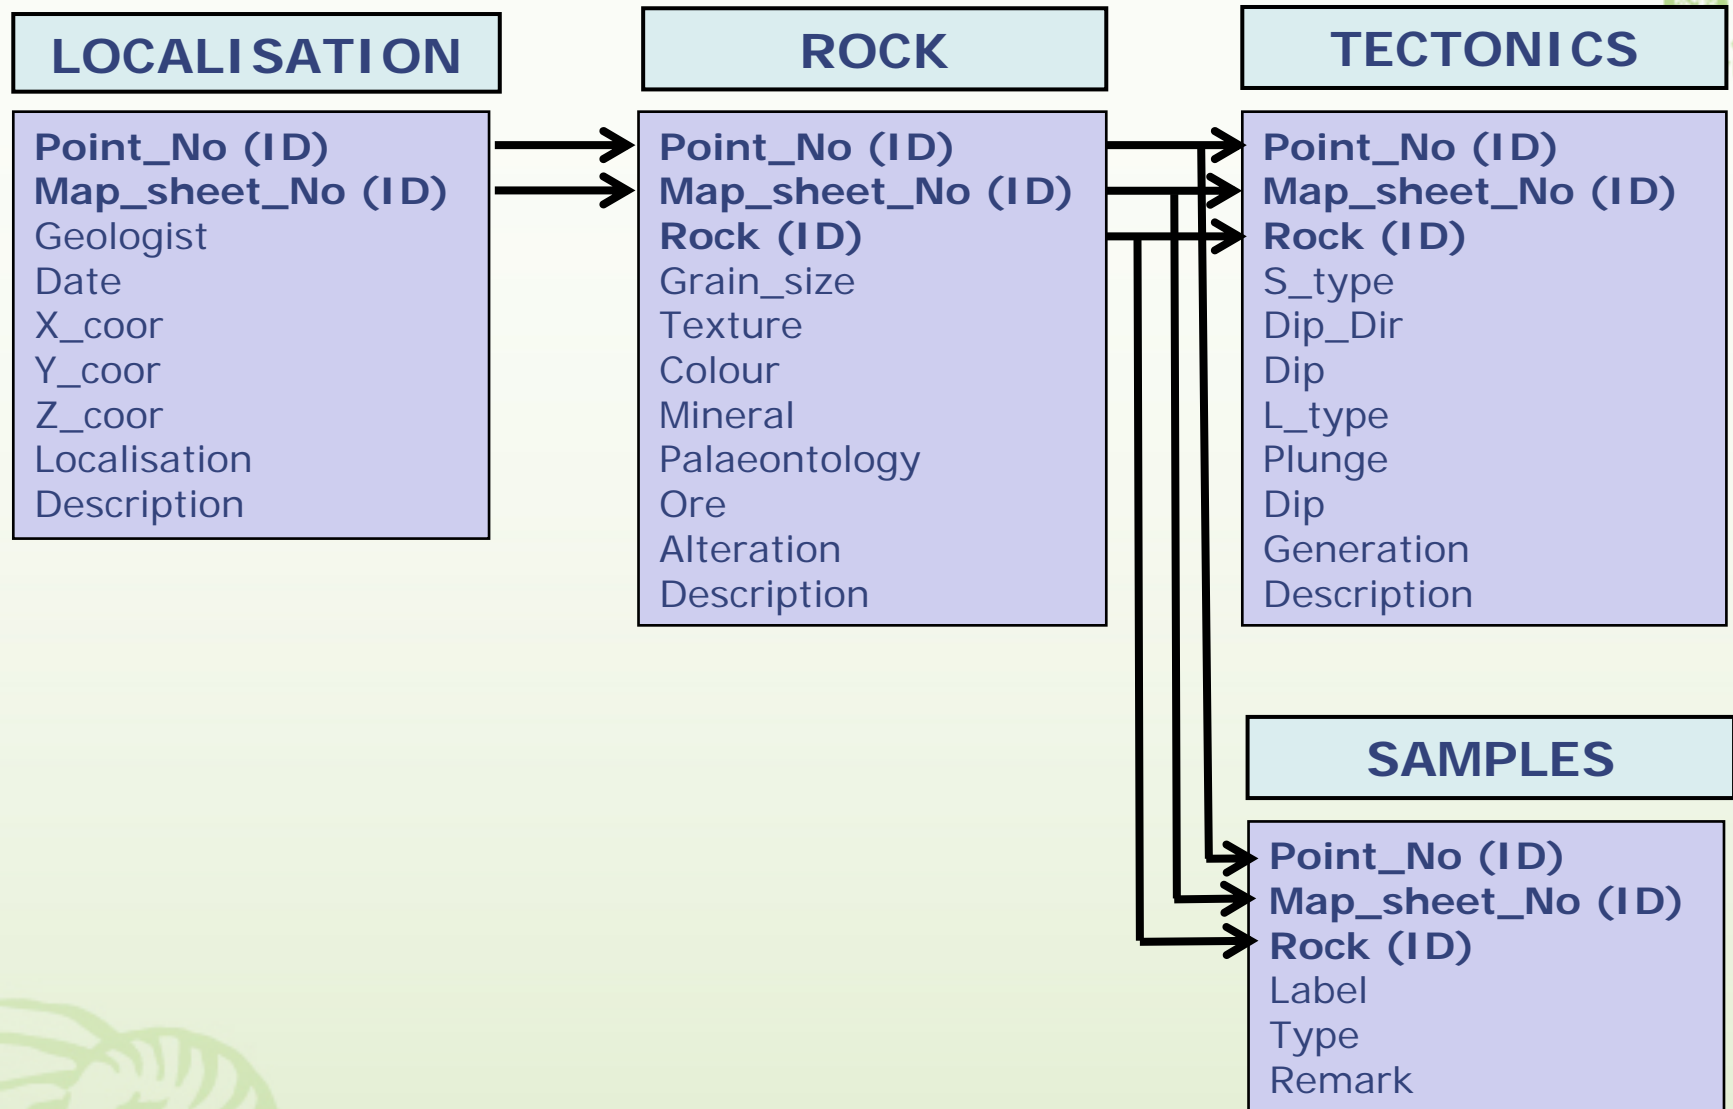 LOCALISATION
Point_No (ID)
Map_sheet_No (ID)
Geologist
Date
X_coor
Y_coor
Z_coor
Localisation
Description
ROCK
Point_No (ID)
Map_sheet_No (ID)
Rock (ID)
Grain_size
Texture
Colour
Mineral
Palaeontology
Ore
Alteration
Description
TECTONICS
Point_No (ID)
Map_sheet_No (ID)
Rock (ID)
S_type
Dip_Dir
Dip
L_type
Plunge
Dip
Generation
Description
SAMPLES
Point_No (ID)
Map_sheet_No (ID)
Rock (ID)
Label
Type
Remark